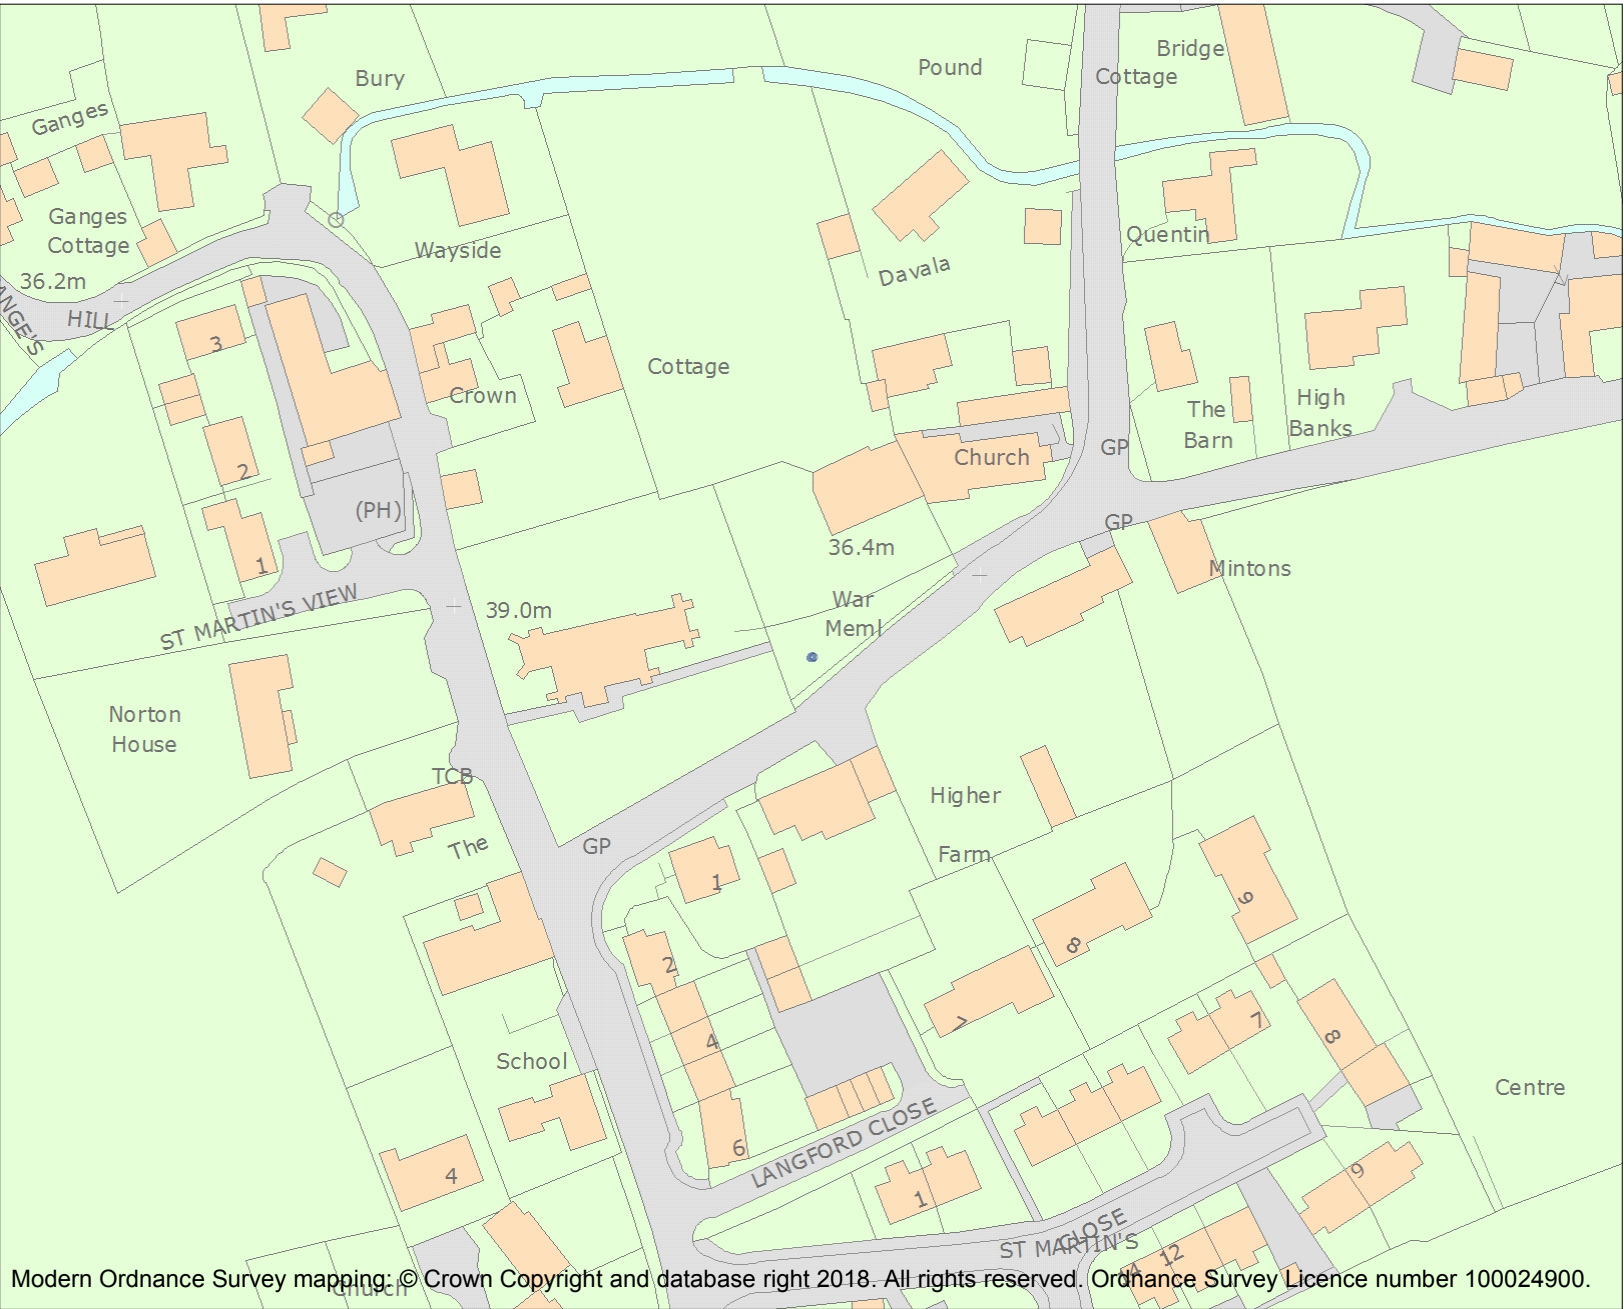 Bury
Pound
Bridge
Cottage
Ganges
Ganges
Cottage
Wayside
Quentin
Davala
36.2m
HILL
3
Cottage
Crown
The
Barn
High
Banks
GP
Church
2
(PH)
GP
36.4m
1
Mintons
ST MARTIN'S VIEW
39.0m
War
Meml
Norton
House
TCB
Higher
The
GP
Farm
1
9
8
2
7
7
4
8
School
Centre
6
LANGFORD CLOSE
4
1
9
CLOSE
ST MARTIN'S
12
14
Church
Modern Ordnance Survey mapping: © Crown Copyright and database right 2018. All rights reserved. Ordnance Survey Licence number 100024900.